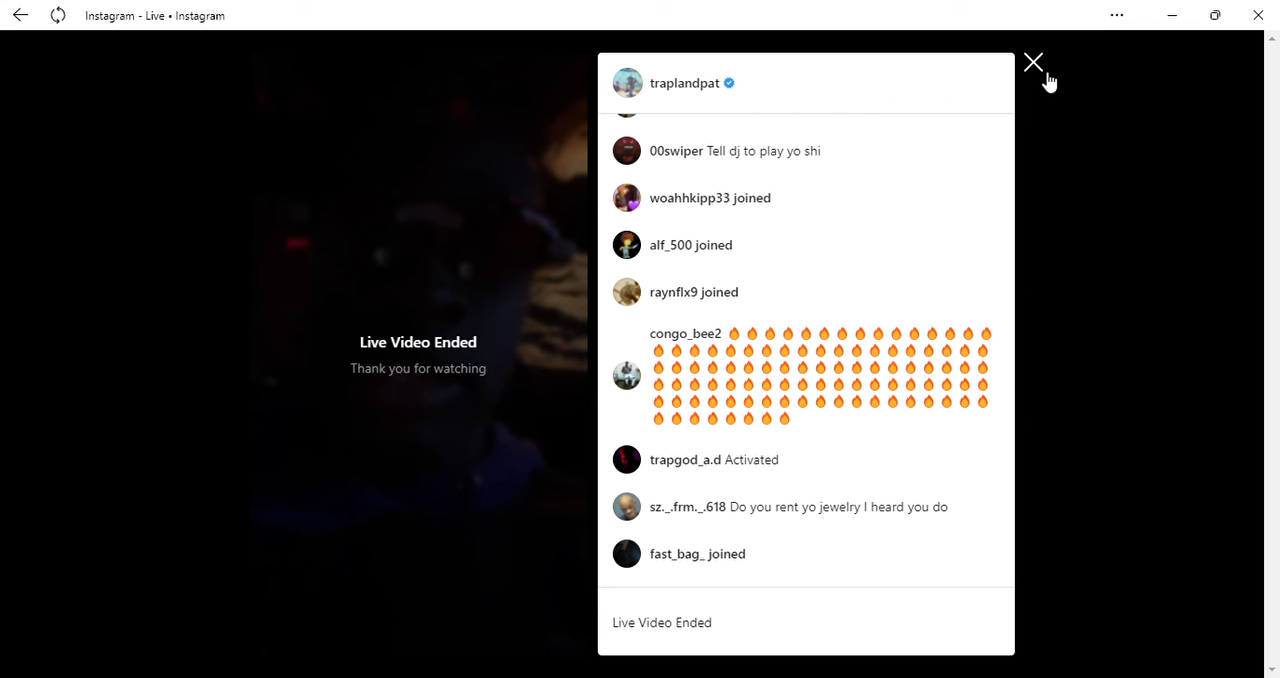 Instagram - Live • Instagram
traplandpat
00swiper Tell dj to play yo shi
woahhkipp33 joined
alf_500 joined
raynflx9 joined
congo_bee2 🔥🔥🔥🔥🔥🔥🔥🔥🔥🔥🔥🔥🔥🔥🔥
🔥🔥🔥🔥🔥🔥🔥🔥🔥🔥🔥🔥🔥🔥🔥🔥🔥🔥🔥
🔥🔥🔥🔥🔥🔥🔥🔥🔥🔥🔥🔥🔥🔥🔥🔥🔥🔥🔥
🔥🔥🔥🔥🔥🔥🔥🔥🔥🔥🔥🔥🔥🔥🔥🔥🔥🔥🔥
🔥🔥🔥🔥🔥🔥🔥🔥🔥🔥🔥🔥🔥🔥🔥🔥🔥🔥🔥
🔥🔥🔥🔥🔥🔥🔥🔥
trapgod_a.d Activated
sz._.frm._.618 Do you rent yo jewelry I heard you do
fast_bag_ joined
Live Video Ended
Live Video Ended
Thank you for watching